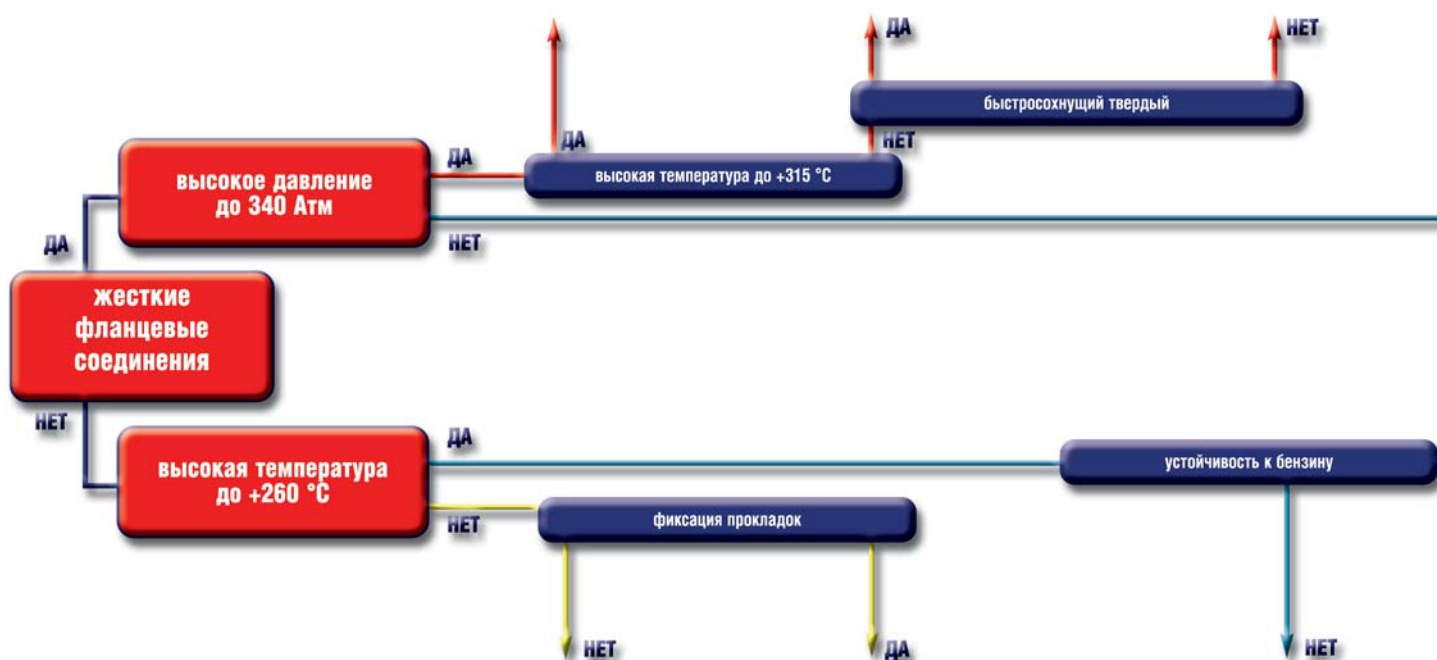 ДА
НЕТ
быстросохнущий твердый
ДА
НЕТ
ДА
высокая температура до +315 °C
высокое давление
до 340 Атм
НЕТ
ДА
жесткие
фланцевые
соединения
НЕТ
ДА
высокая температура
до +260 °C
устойчивость к бензину
НЕТ
фиксация прокладок
НЕТ
ДА
НЕТ